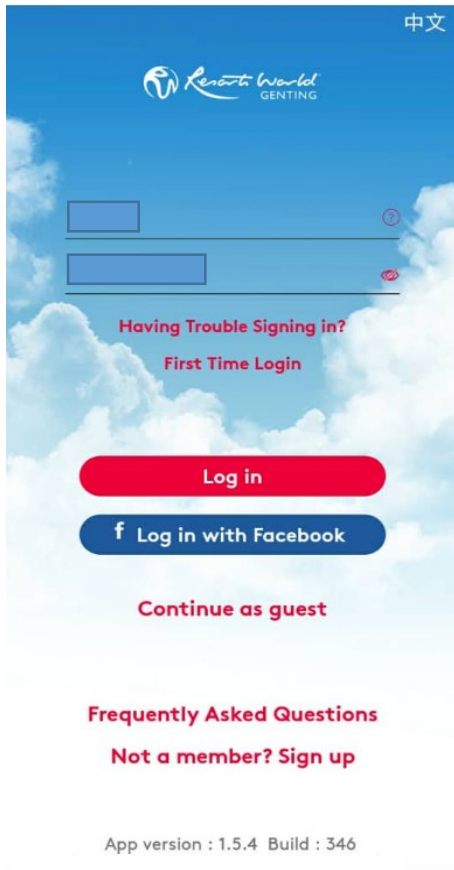 中文
RW Resorts World
GENTING
?
Having Trouble Signing in?
First Time Login
Log in
f Log in with Facebook
Continue as guest
Frequently Asked Questions
Not a member? Sign up
App version : 1.5.4 Build : 346